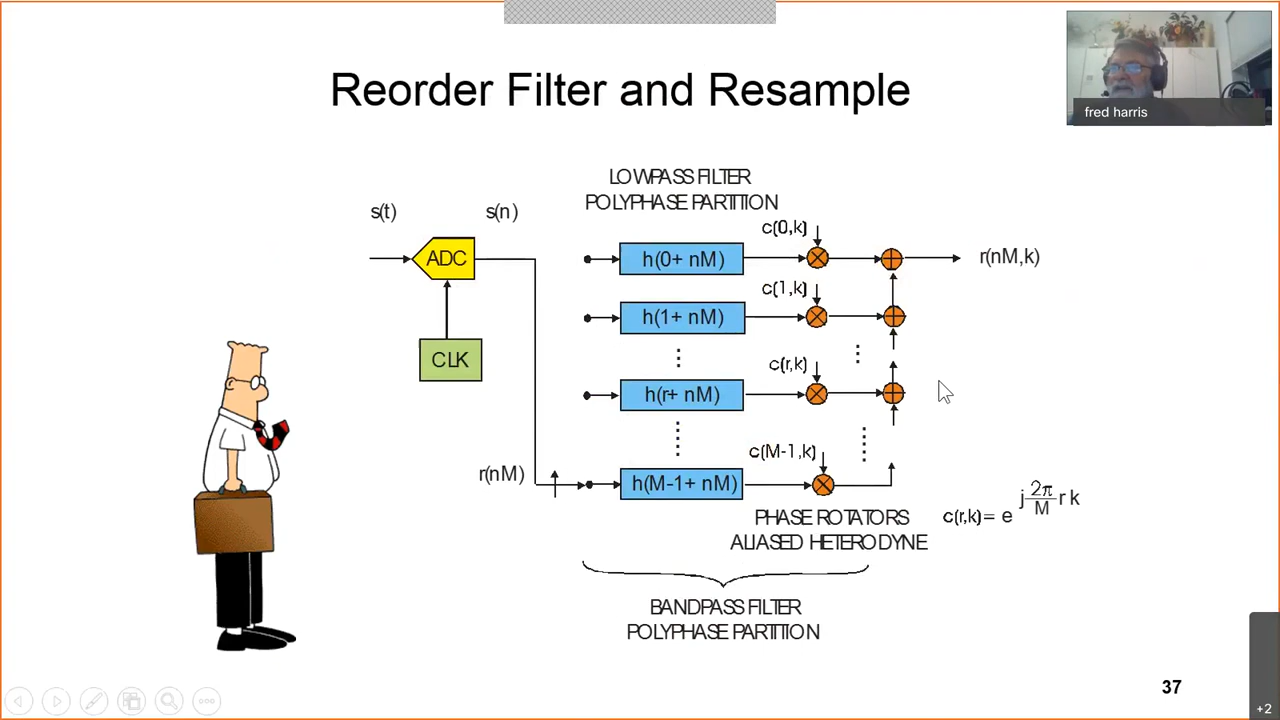 fred harris
Reorder Filter and Resample
LOWPASS FILTER
POLYPHASE PARTITION
s(t)
s(n)
ADC
CLK
r(nM)
h(0+ nM)
c(0,k)
r(nM,k)
h(1+ nM)
c(1,k)
h(r+ nM)
c(r,k)
h(M-1+ nM)
c(M-1,k)
PHASE ROTATORS
ALIASED HETERODYNE
c(r,k)= e^{j 2π/M r k}
BANDPASS FILTER
POLYPHASE PARTITION
37
+2